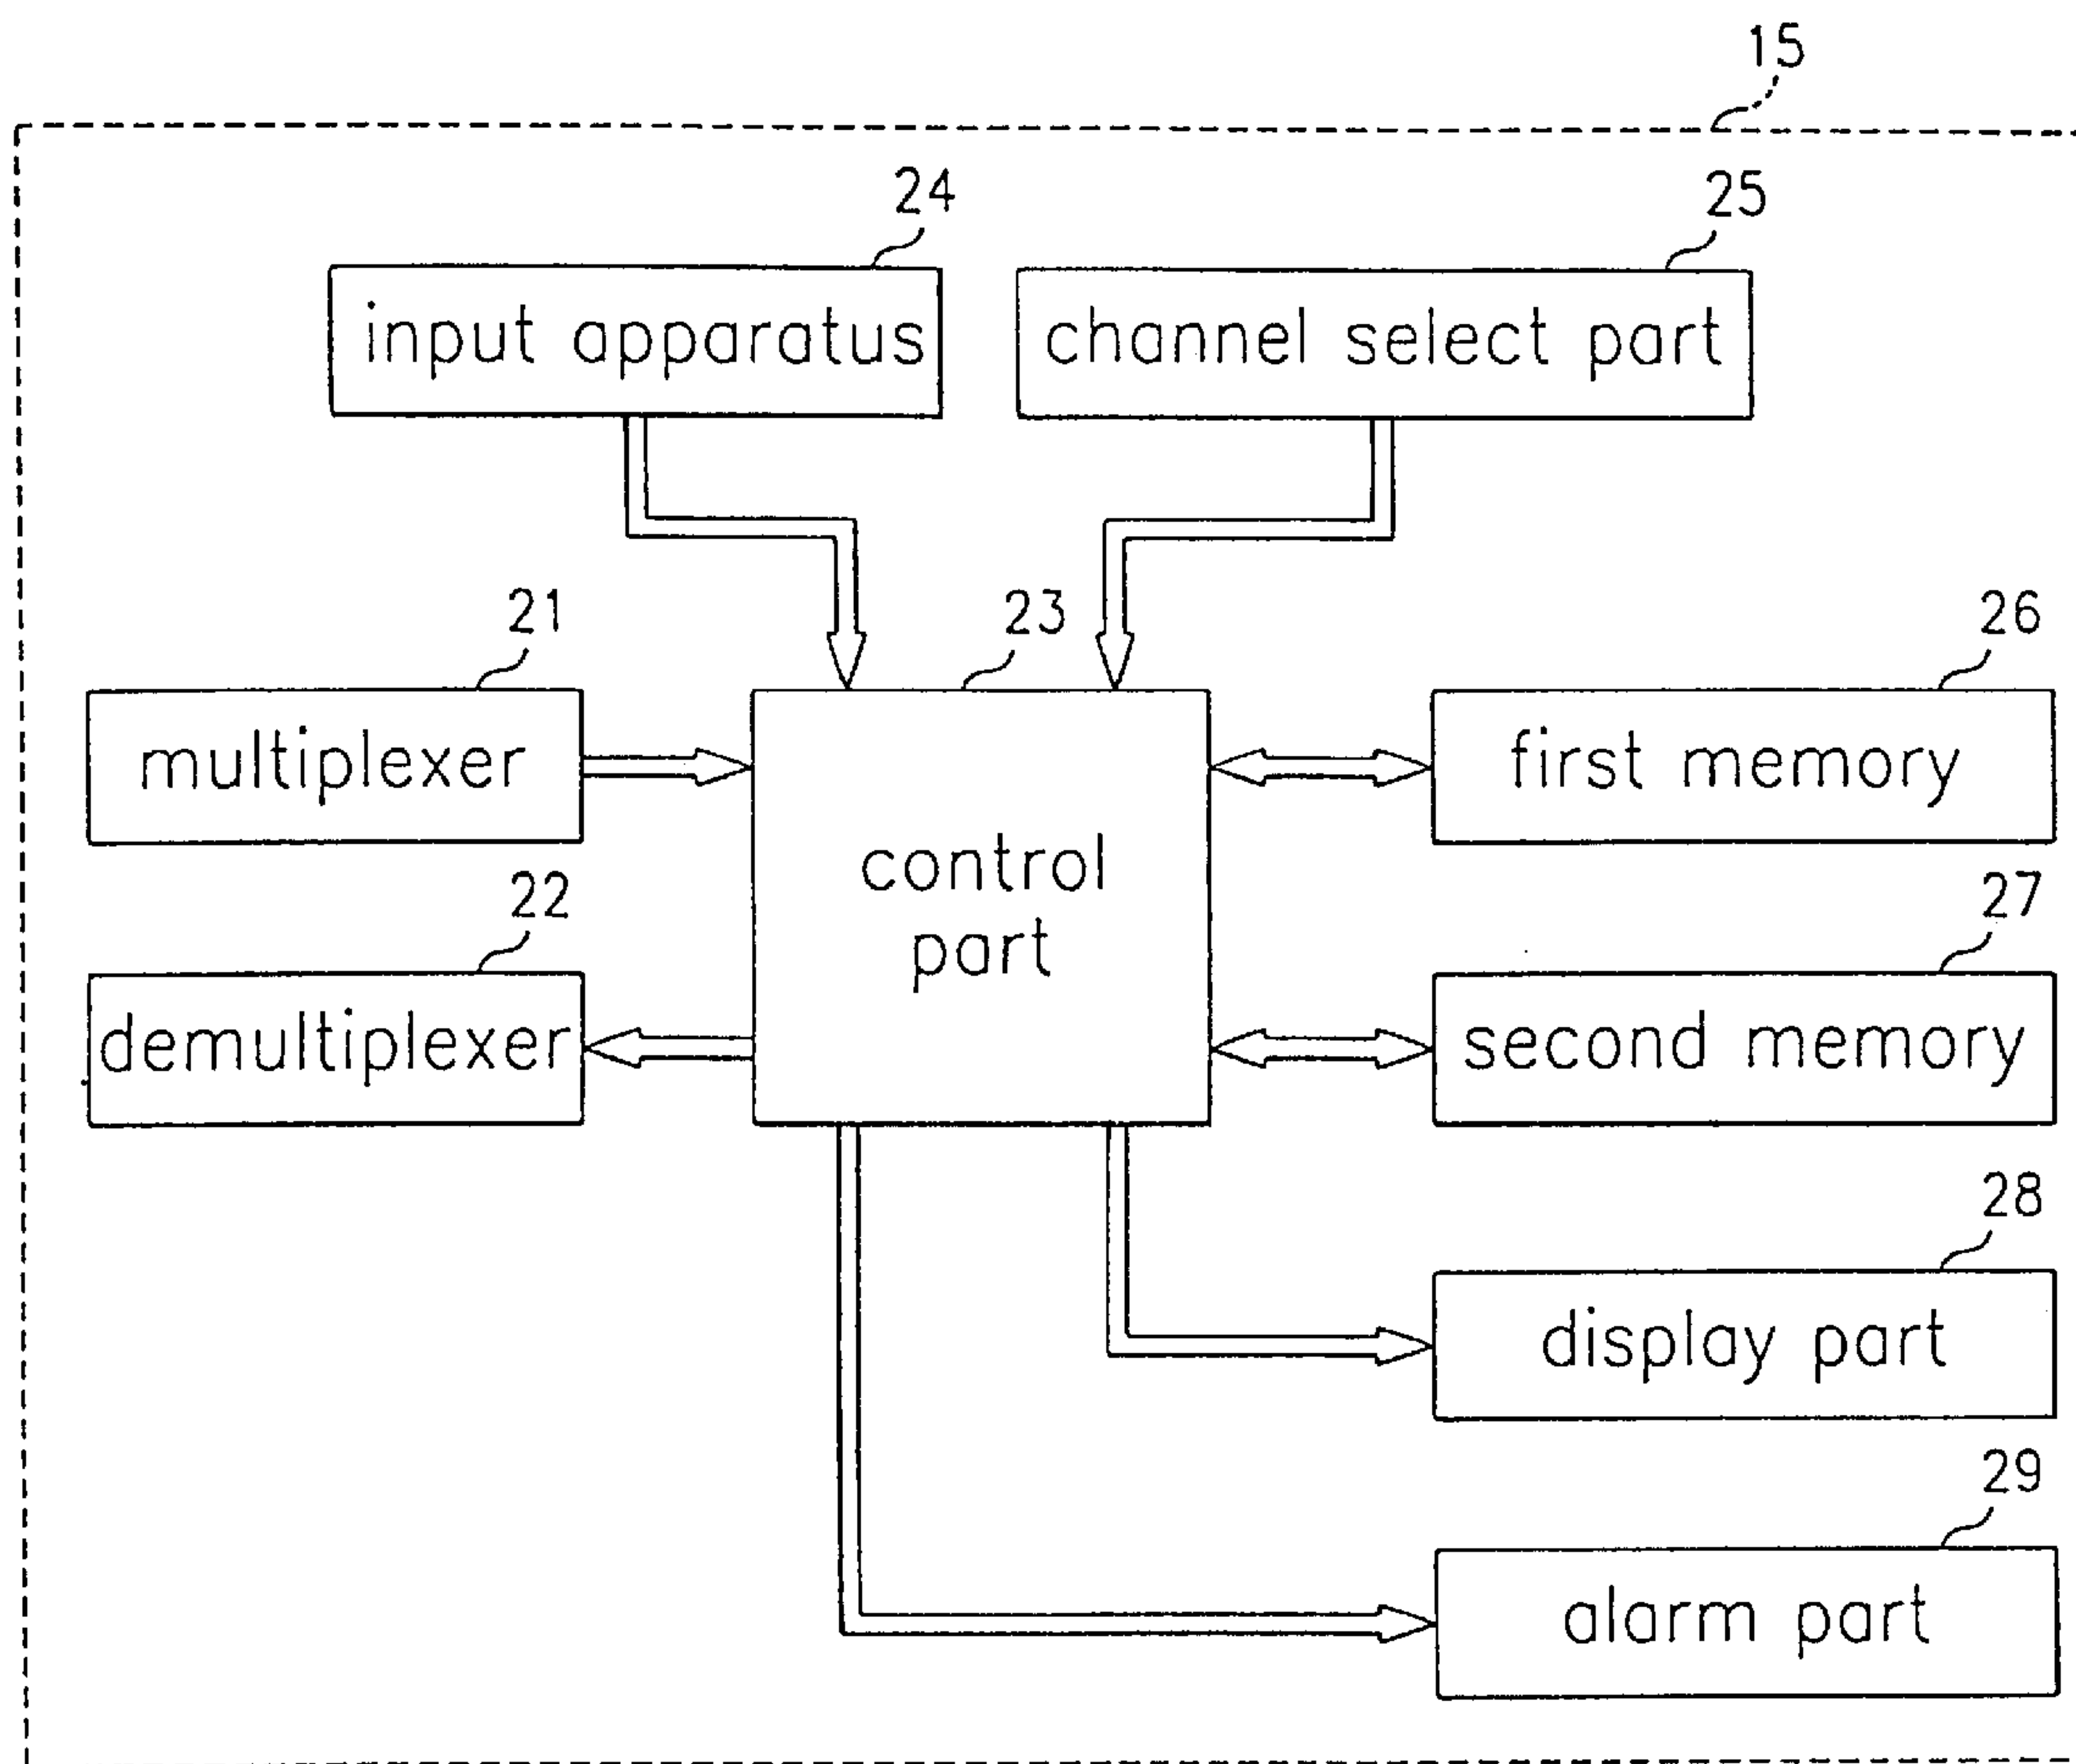 15
24
25
input apparatus
channel select part
21
23
26
multiplexer
first memory
control
part
22
27
demultiplexer
second memory
28
display part
29
alarm part